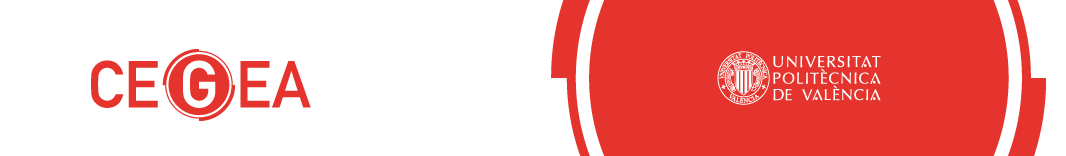 CEGEA
UNIVERSITAT
POLITÈCNICA
DE VALÈNCIA